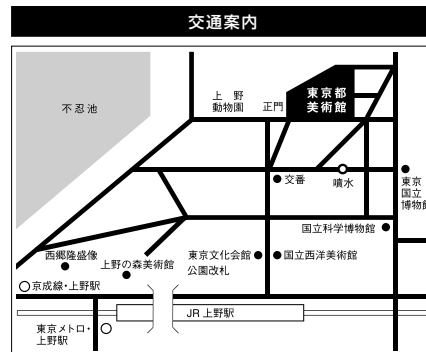 交通案内
不忍池
上野
動物園
正門
東京都
美術館
交番
噴水
東京
国立
博物館
国立科学博物館
西郷隆盛像
上野の森美術館
東京文化会館
公園改札
国立西洋美術館
京成線・上野駅
JR 上野駅
東京メトロ・
上野駅